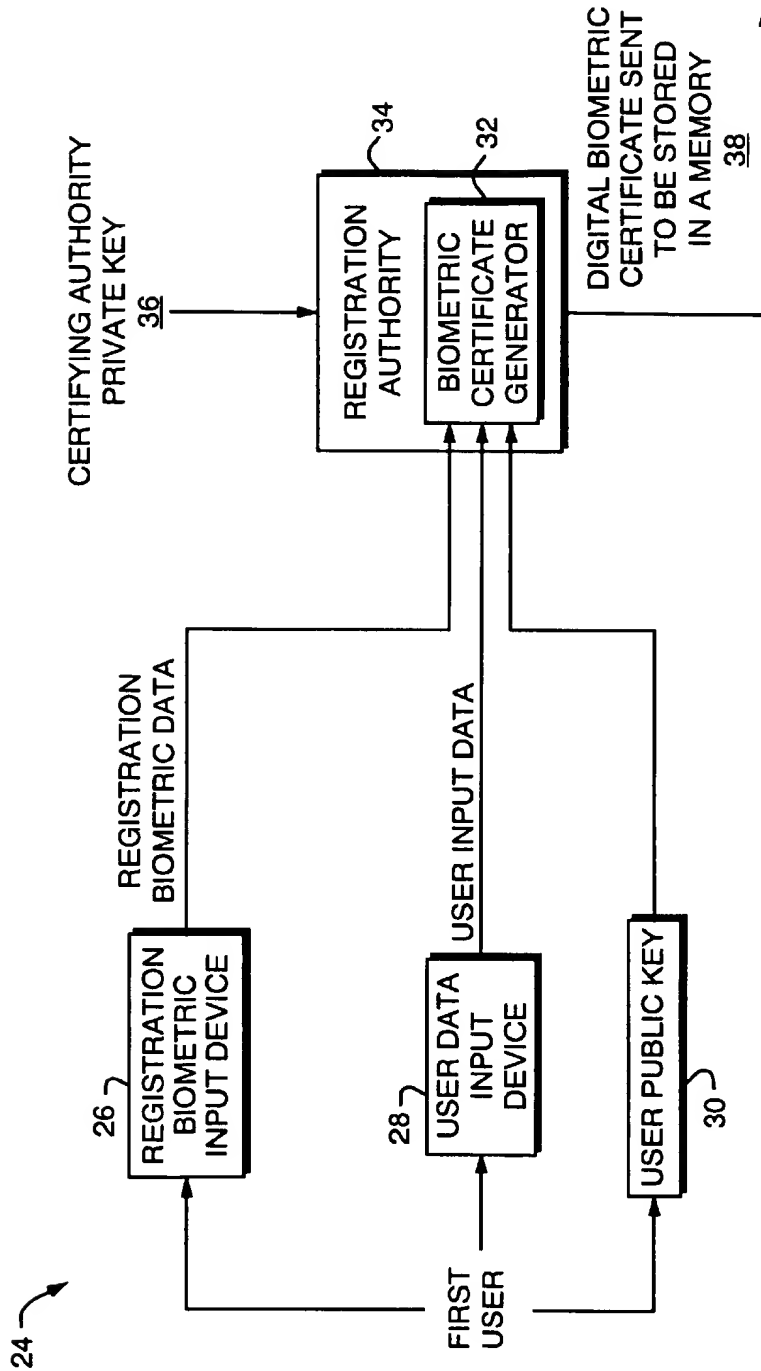 24
FIRST
USER
26
REGISTRATION
BIOMETRIC
INPUT DEVICE
28
USER DATA
INPUT
DEVICE
USER PUBLIC KEY
30
REGISTRATION
BIOMETRIC DATA
USER INPUT DATA
CERTIFYING AUTHORITY
PRIVATE KEY
36
34
REGISTRATION
AUTHORITY
32
BIOMETRIC
CERTIFICATE
GENERATOR
DIGITAL BIOMETRIC
CERTIFICATE SENT
TO BE STORED
IN A MEMORY
38